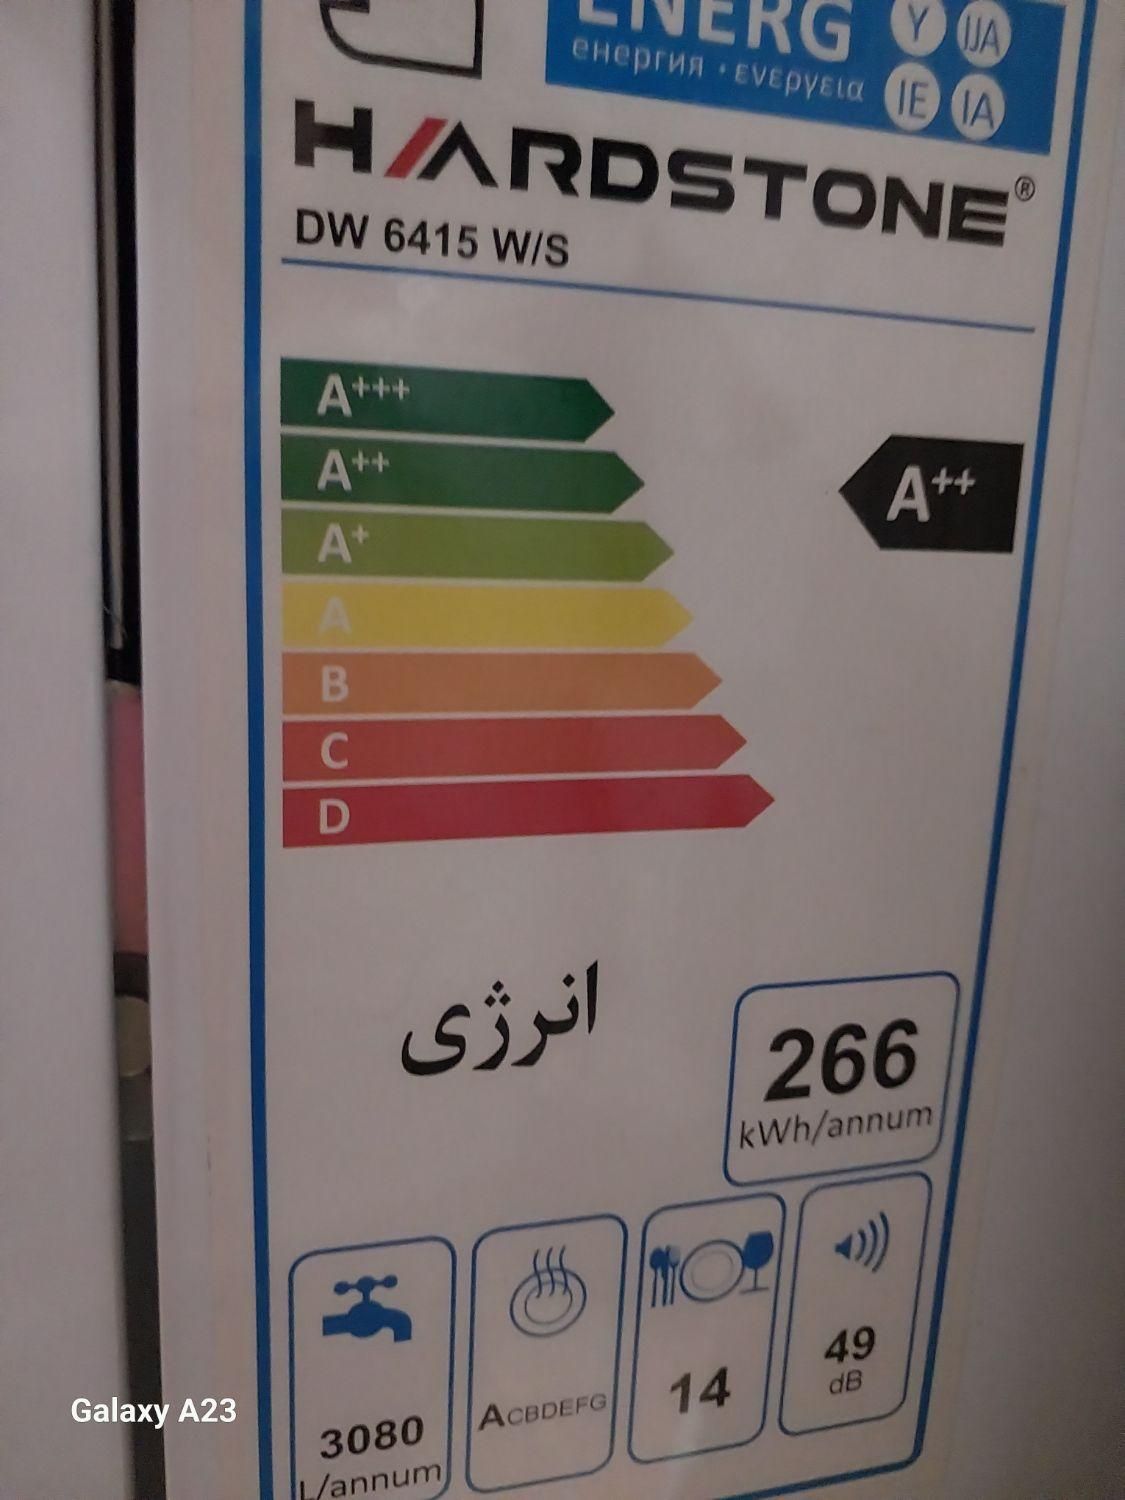 ENERG
Y IJA
енергия · ενεργεια
IE IA
HARDSTONE®
DW 6415 W/S
A+++
A++
A++
A+
A
B
C
D
انرژی
266
kWh/annum
3080
L/annum
ACBDEFG
14
49
dB
Galaxy A23